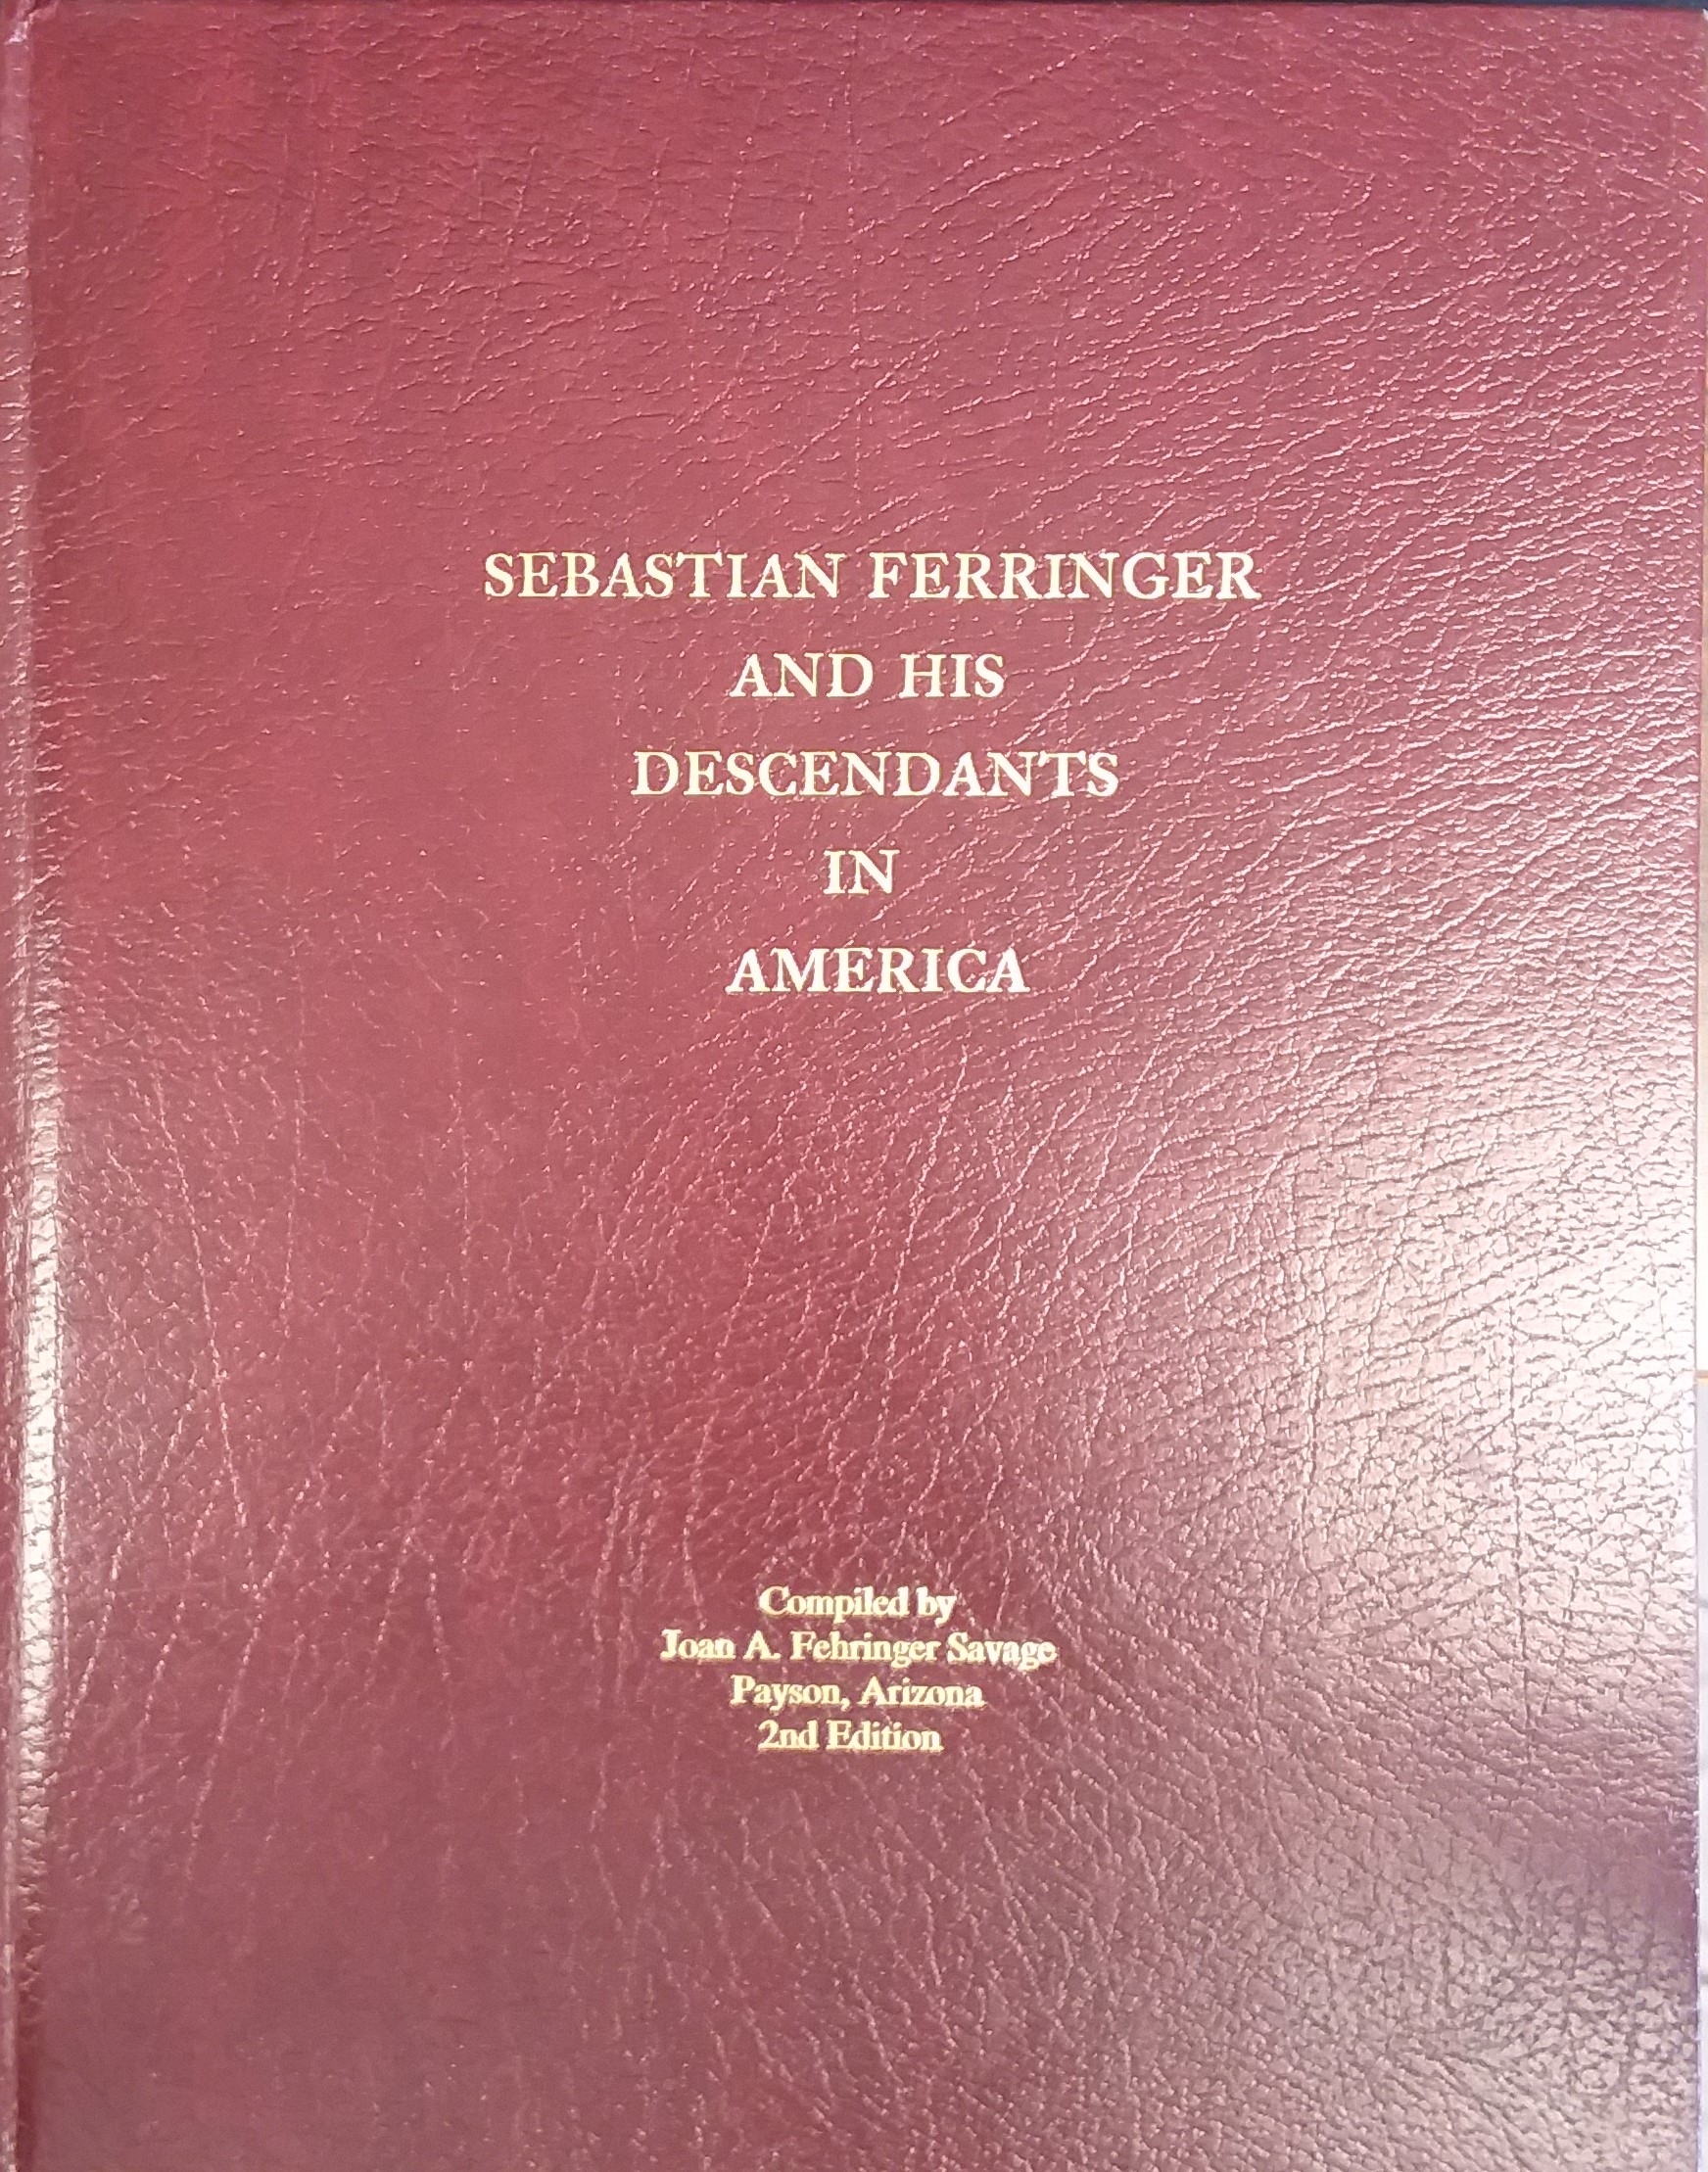 SEBASTIAN FERRINGER
AND HIS
DESCENDANTS
IN
AMERICA
Compiled by
Joan A. Fehringer Savage
Payson, Arizona
2nd Edition